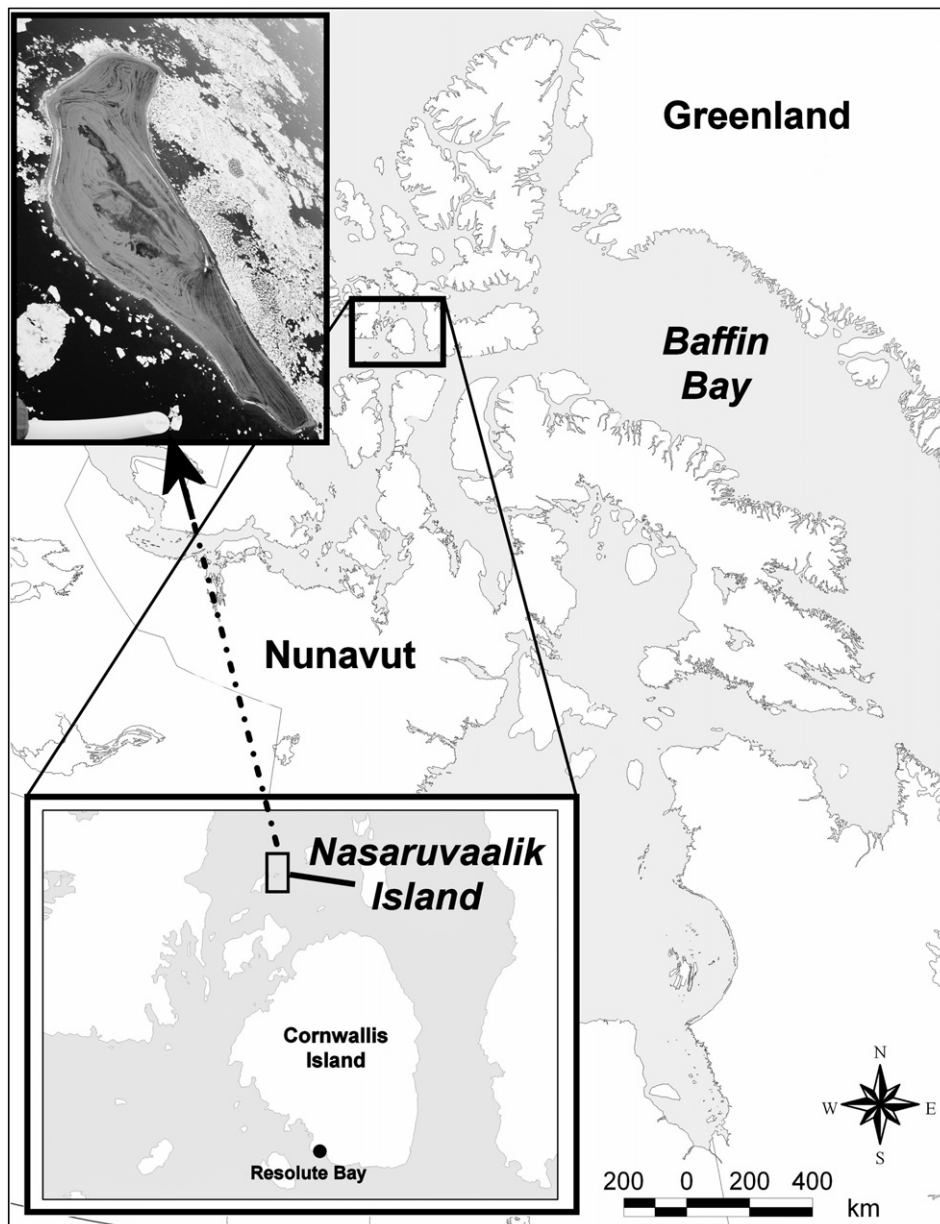 Greenland
Baffin
Bay
Nunavut
Nasaruvaalik
Island
Cornwallis
Island
Resolute Bay
N
W
E
S
200 0 200 400
km